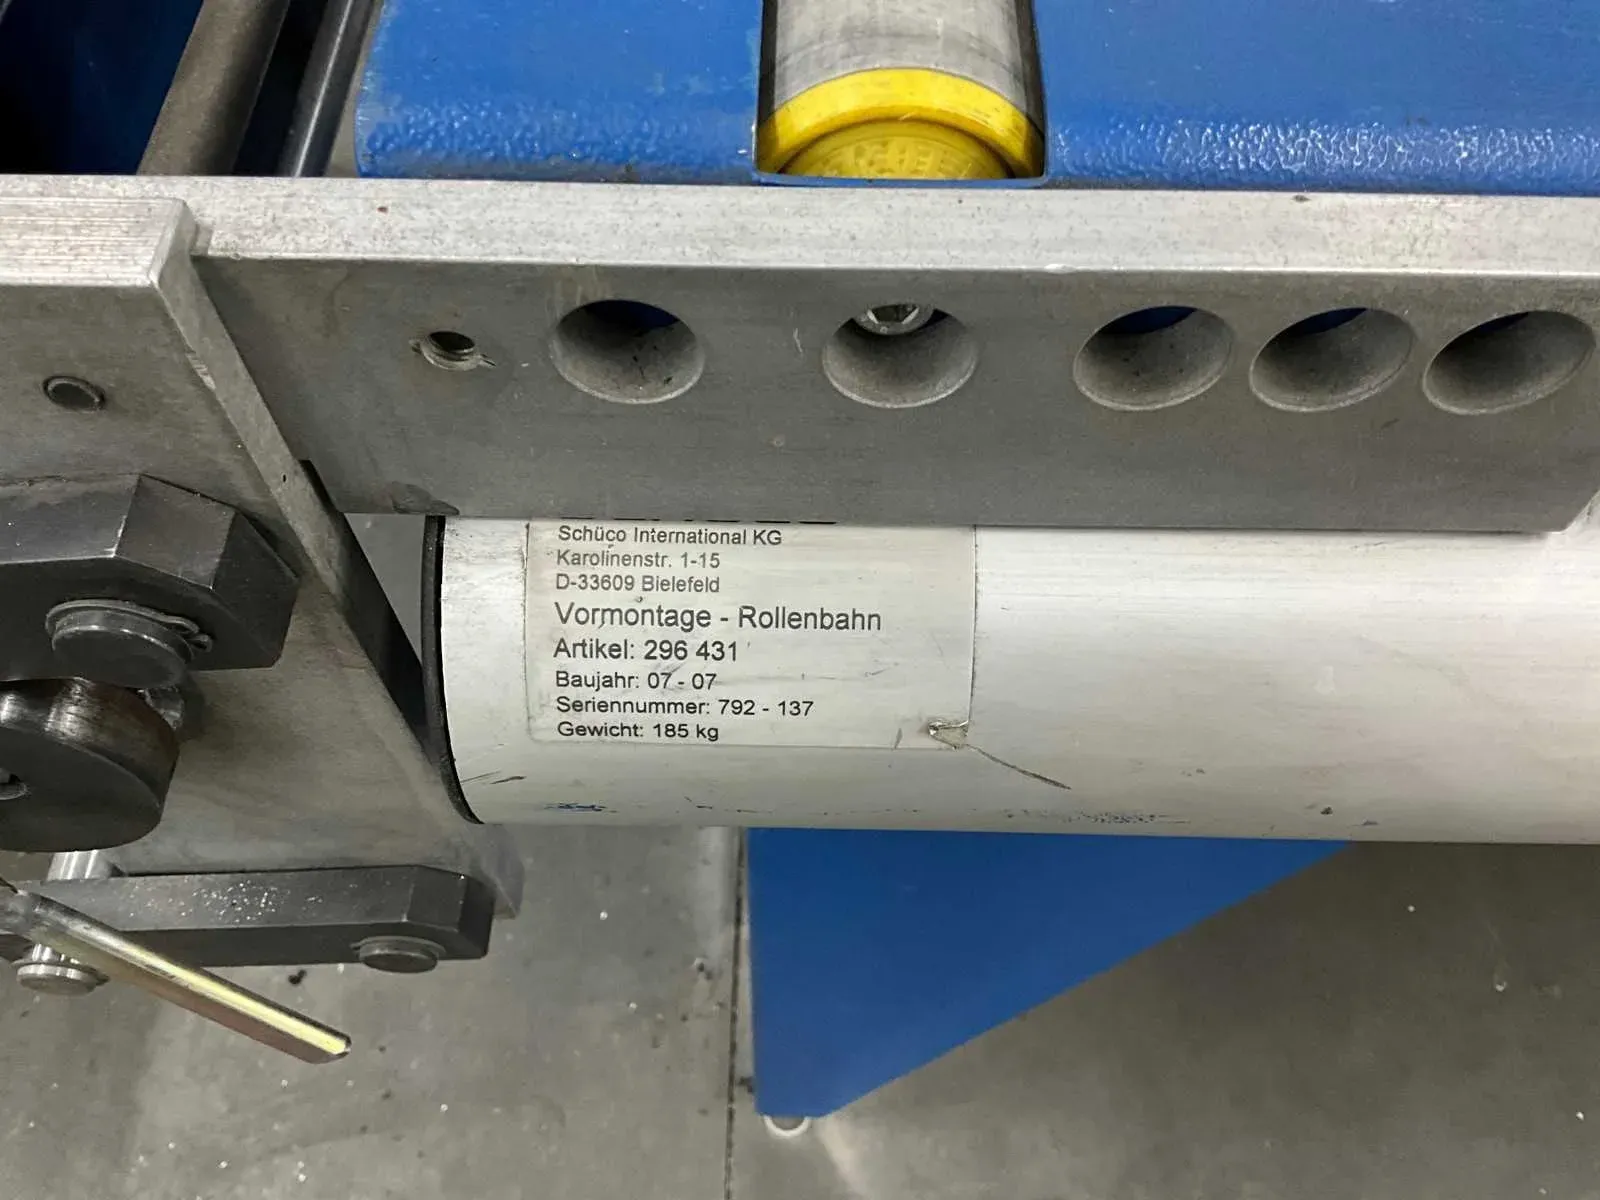 Schüco International KG
Karolinenstr. 1-15
D-33609 Bielefeld
Vormontage - Rollenbahn
Artikel: 296 431
Baujahr: 07 - 07
Seriennummer: 792 - 137
Gewicht: 185 kg